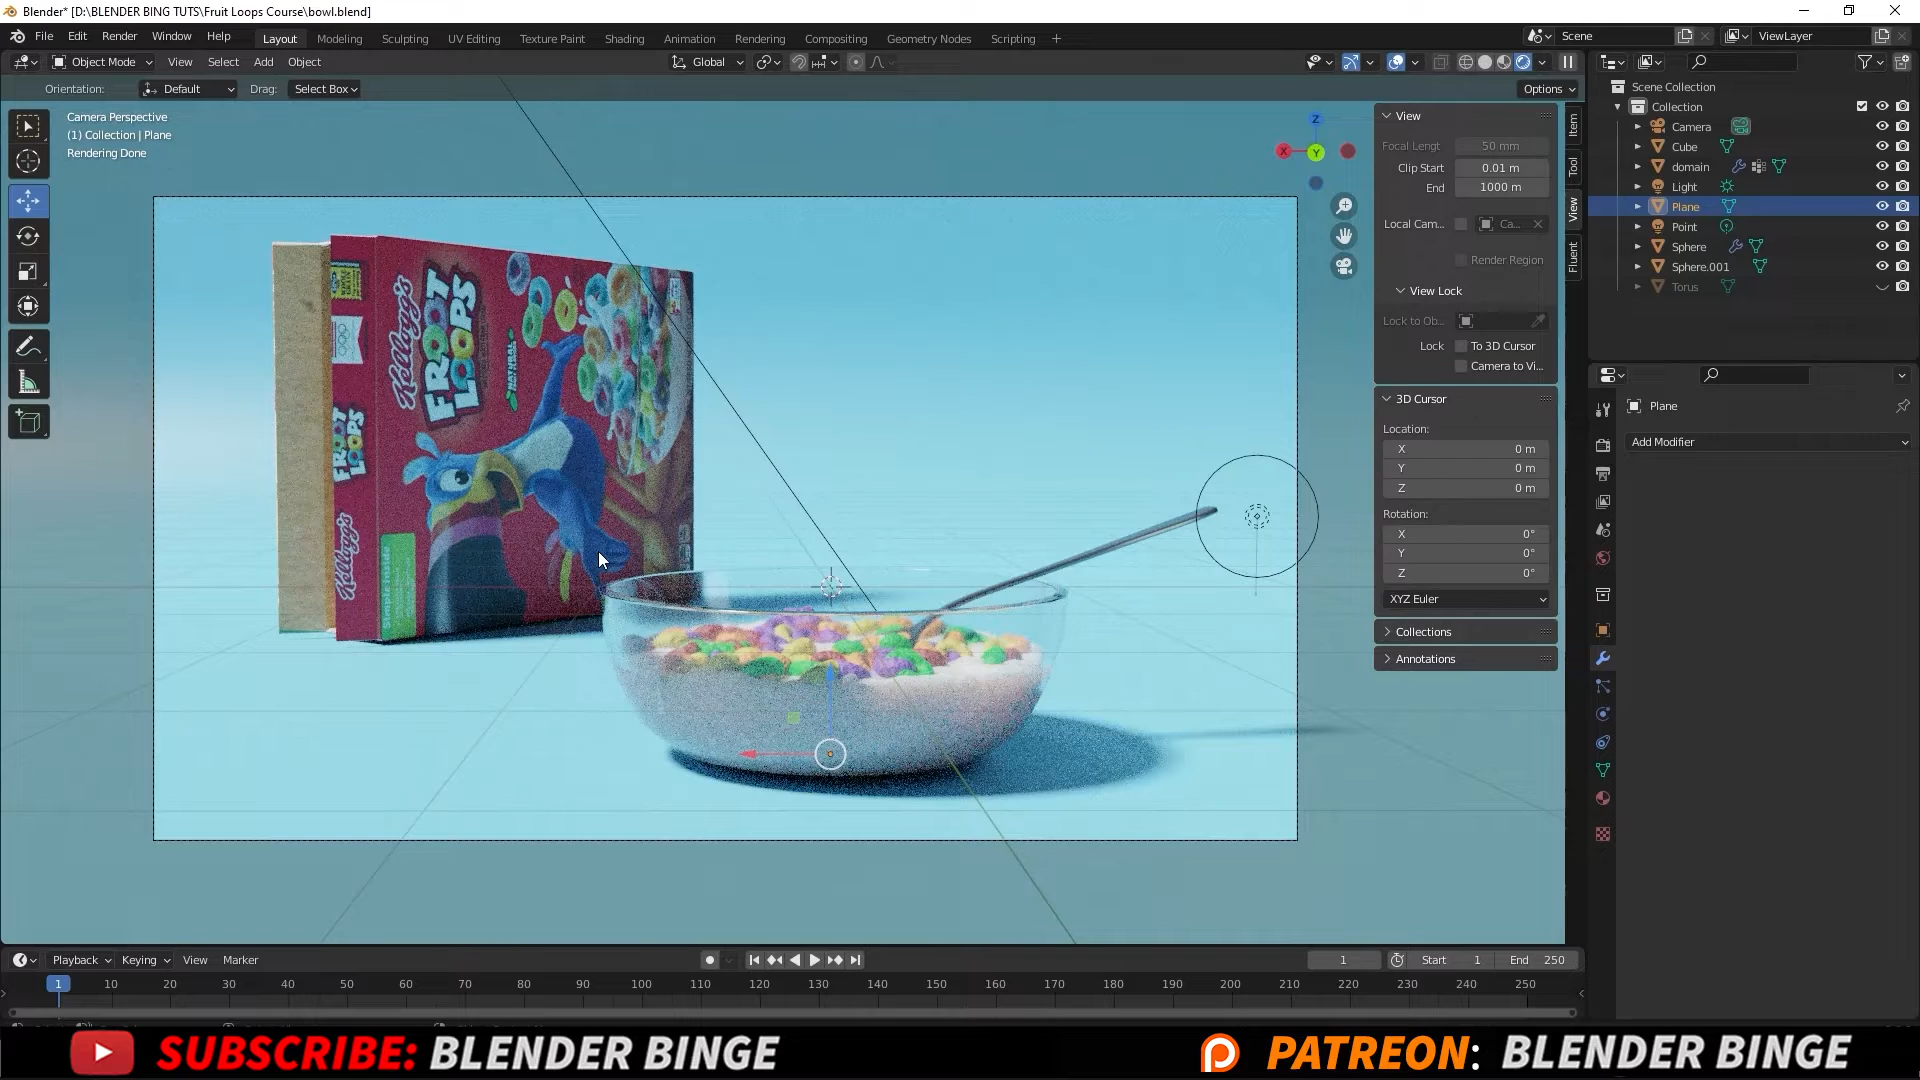 Blender* [D:\BLENDER BING TUTS\Fruit Loops Course\bowl.blend]
File Edit Render Window Help
Layout Modeling Sculpting UV Editing Texture Paint Shading Animation Rendering Compositing Geometry Nodes Scripting +
Scene
ViewLayer
Object Mode View Select Add Object
Global
Orientation: Default Drag: Select Box
Options
Camera Perspective
(1) Collection | Plane
Rendering Done
Z
X
Y
View
Focal Lengt 50 mm
Clip Start 0.01 m
End 1000 m
Local Cam... Ca...
Render Region
View Lock
Lock to Ob...
Lock To 3D Cursor
Camera to Vi...
3D Cursor
Location:
X 0 m
Y 0 m
Z 0 m
Rotation:
X 0°
Y 0°
Z 0°
XYZ Euler
Collections
Annotations
Item
Tool
View
Fluent
Scene Collection
Collection
Camera
Cube
domain
Light
Plane
Point
Sphere
Sphere.001
Torus
Plane
Add Modifier
Kellogg's
FROOT
LOOPS
NATURAL
FROOT
LOOPS
Kellogg's
Playback Keying View Marker
1 Start 1 End 250
1 10 20 30 40 50 60 70 80 90 100 110 120 130 140 150 160 170 180 190 200 210 220 230 240 250
SUBSCRIBE: BLENDER BINGE
PATREON: BLENDER BINGE